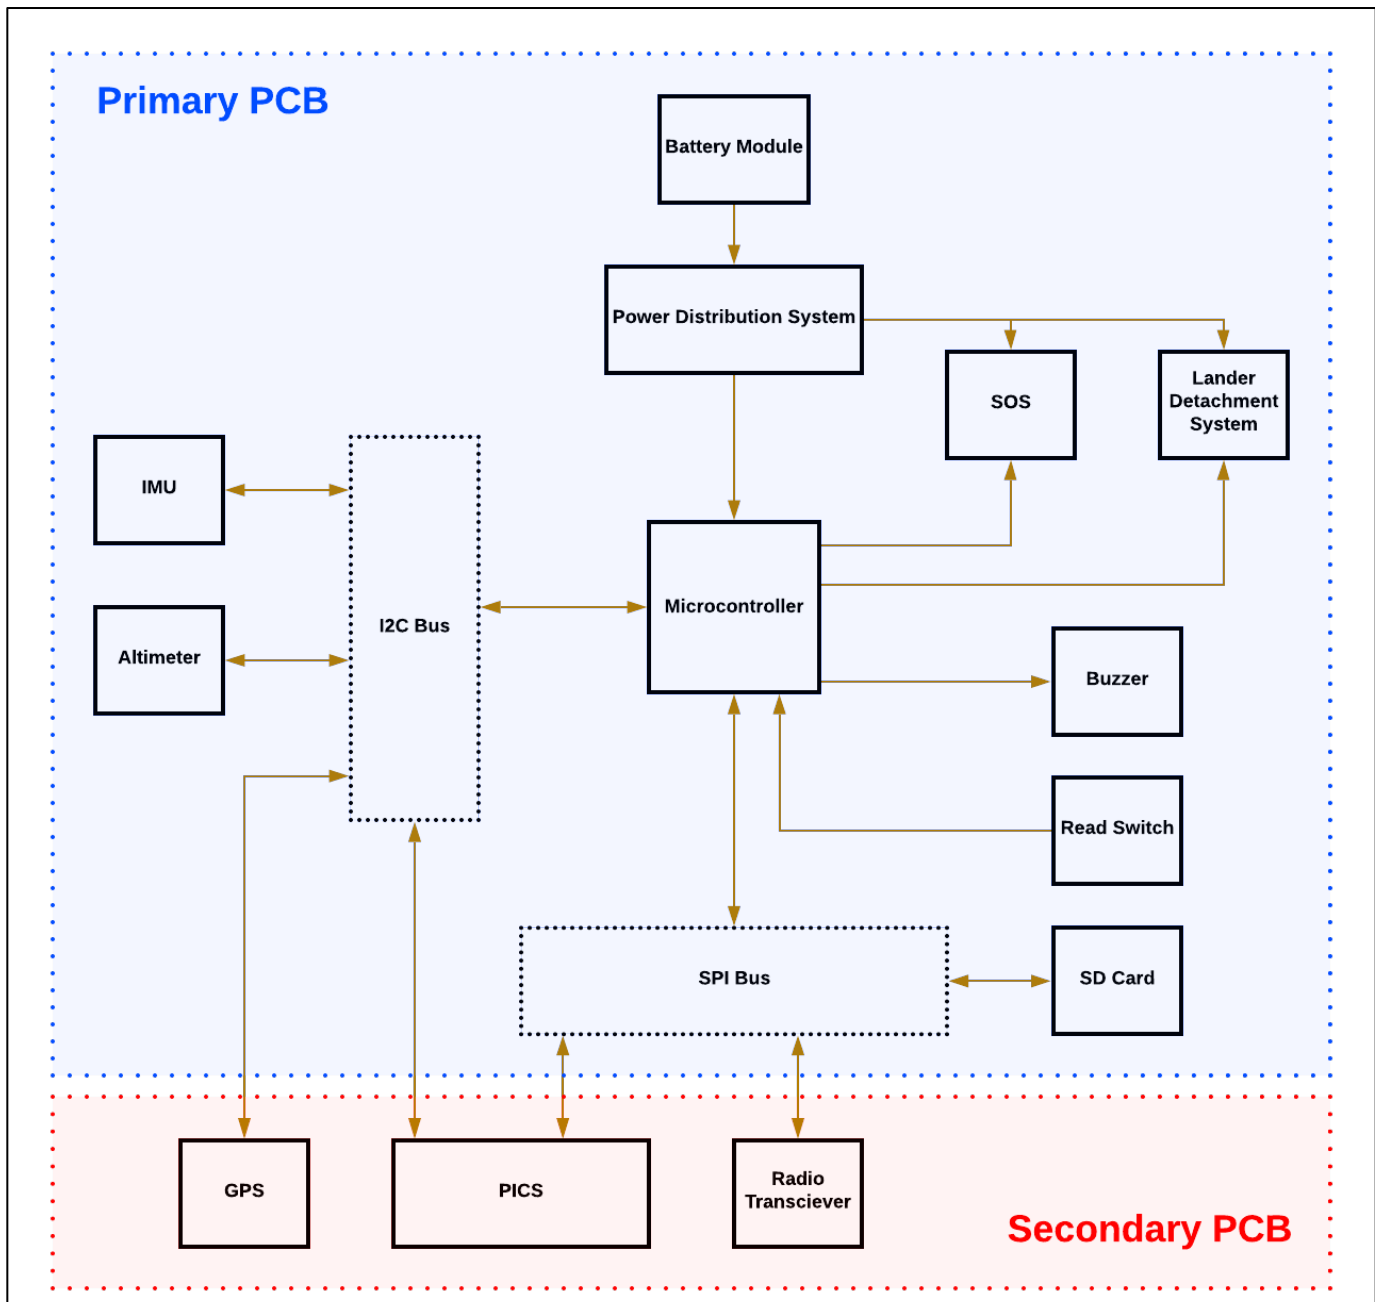 Primary PCB
Battery Module
Power Distribution System
SOS
Lander
Detachment
System
IMU
I2C Bus
Microcontroller
Altimeter
Buzzer
Read Switch
SPI Bus
SD Card
GPS
PICS
Radio
Transciever
Secondary PCB